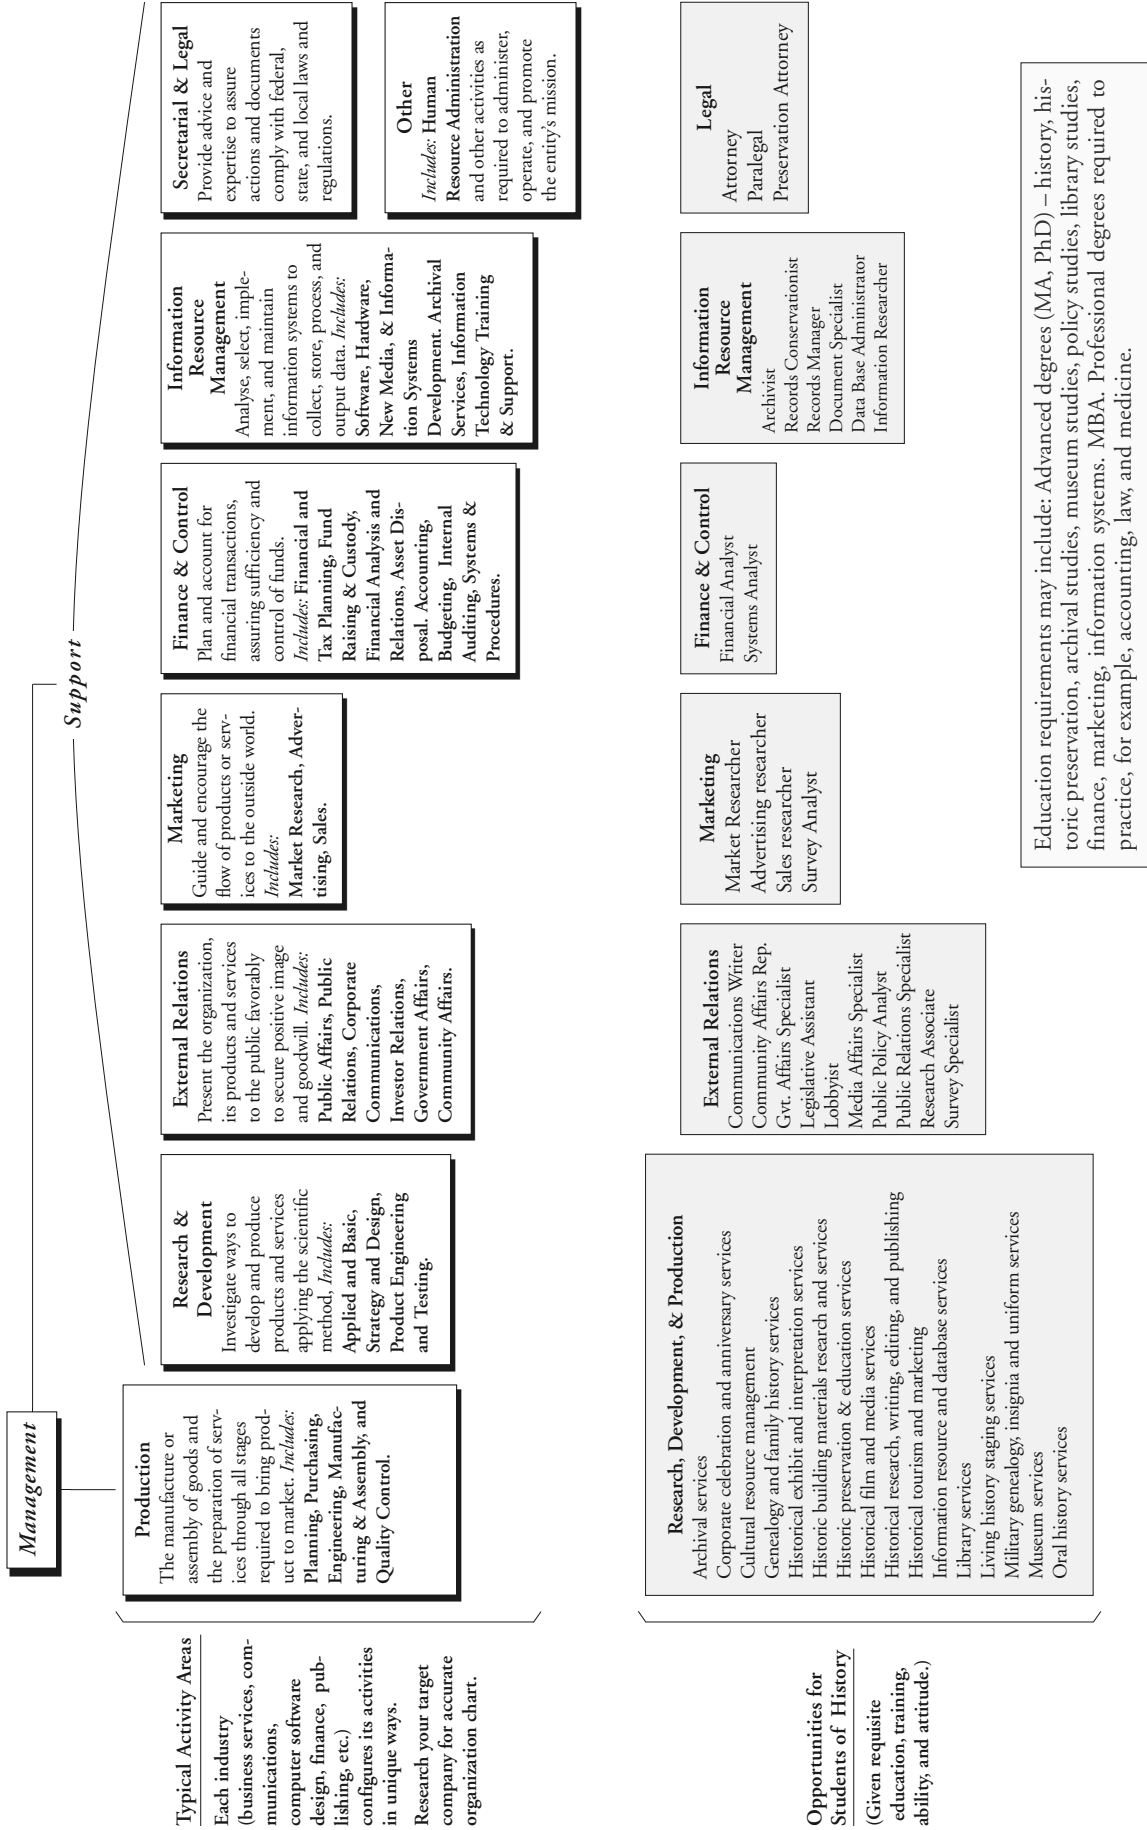 Management
Support
Typical Activity Areas
Each industry
(business services, com-
munications,
computer software
design, finance, pub-
lishing, etc.)
configures its activities
in unique ways.
Research your target
company for accurate
organization chart.
Production
The manufacture or
assembly of goods and
the preparation of serv-
ices through all stages
required to bring prod-
uct to market. Includes:
Planning, Purchasing,
Engineering, Manufac-
turing & Assembly, and
Quality Control.
Research &
Development
Investigate ways to
develop and produce
products and services
applying the scientific
method, Includes:
Applied and Basic,
Strategy and Design,
Product Engineering
and Testing.
External Relations
Present the organization,
its products and services
to the public favorably
to secure positive image
and goodwill. Includes:
Public Affairs, Public
Relations, Corporate
Communications,
Investor Relations,
Government Affairs,
Community Affairs.
Marketing
Guide and encourage the
flow of products or serv-
ices to the outside world.
Includes:
Market Research, Adver-
tising, Sales.
Finance & Control
Plan and account for
financial transactions,
assuring sufficiency and
control of funds.
Includes: Financial and
Tax Planning, Fund
Raising & Custody,
Financial Analysis and
Relations, Asset Dis-
posal. Accounting,
Budgeting, Internal
Auditing, Systems &
Procedures.
Information
Resource
Management
Analyse, select, imple-
ment, and maintain
information systems to
collect, store, process, and
output data. Includes:
Software, Hardware,
New Media, & Informa-
tion Systems
Development. Archival
Services, Information
Technology Training
& Support.
Secretarial & Legal
Provide advice and
expertise to assure
actions and documents
comply with federal,
state, and local laws and
regulations.
Other
Includes: Human
Resource Administration
and other activities as
required to administer,
operate, and promote
the entity's mission.
Opportunities for
Students of History
(Given requisite
education, training,
ability, and attitude.)
Research, Development, & Production
Archival services
Corporate celebration and anniversary services
Cultural resource management
Genealogy and family history services
Historical exhibit and interpretation services
Historic building materials research and services
Historic preservation & education services
Historical film and media services
Historical research, writing, editing, and publishing
Historical tourism and marketing
Information resource and database services
Library services
Living history staging services
Military genealogy, insignia and uniform services
Museum services
Oral history services
External Relations
Communications Writer
Community Affairs Rep.
Gvt. Affairs Specialist
Legislative Assistant
Lobbyist
Media Affairs Specialist
Public Policy Analyst
Public Relations Specialist
Research Associate
Survey Specialist
Marketing
Market Researcher
Advertising researcher
Sales researcher
Survey Analyst
Finance & Control
Financial Analyst
Systems Analyst
Information
Resource
Management
Archivist
Records Conservationist
Records Manager
Document Specialist
Data Base Administrator
Information Researcher
Legal
Attorney
Paralegal
Preservation Attorney
Education requirements may include: Advanced degrees (MA, PhD) – history, his-
toric preservation, archival studies, museum studies, policy studies, library studies,
finance, marketing, information systems. MBA. Professional degrees required to
practice, for example, accounting, law, and medicine.